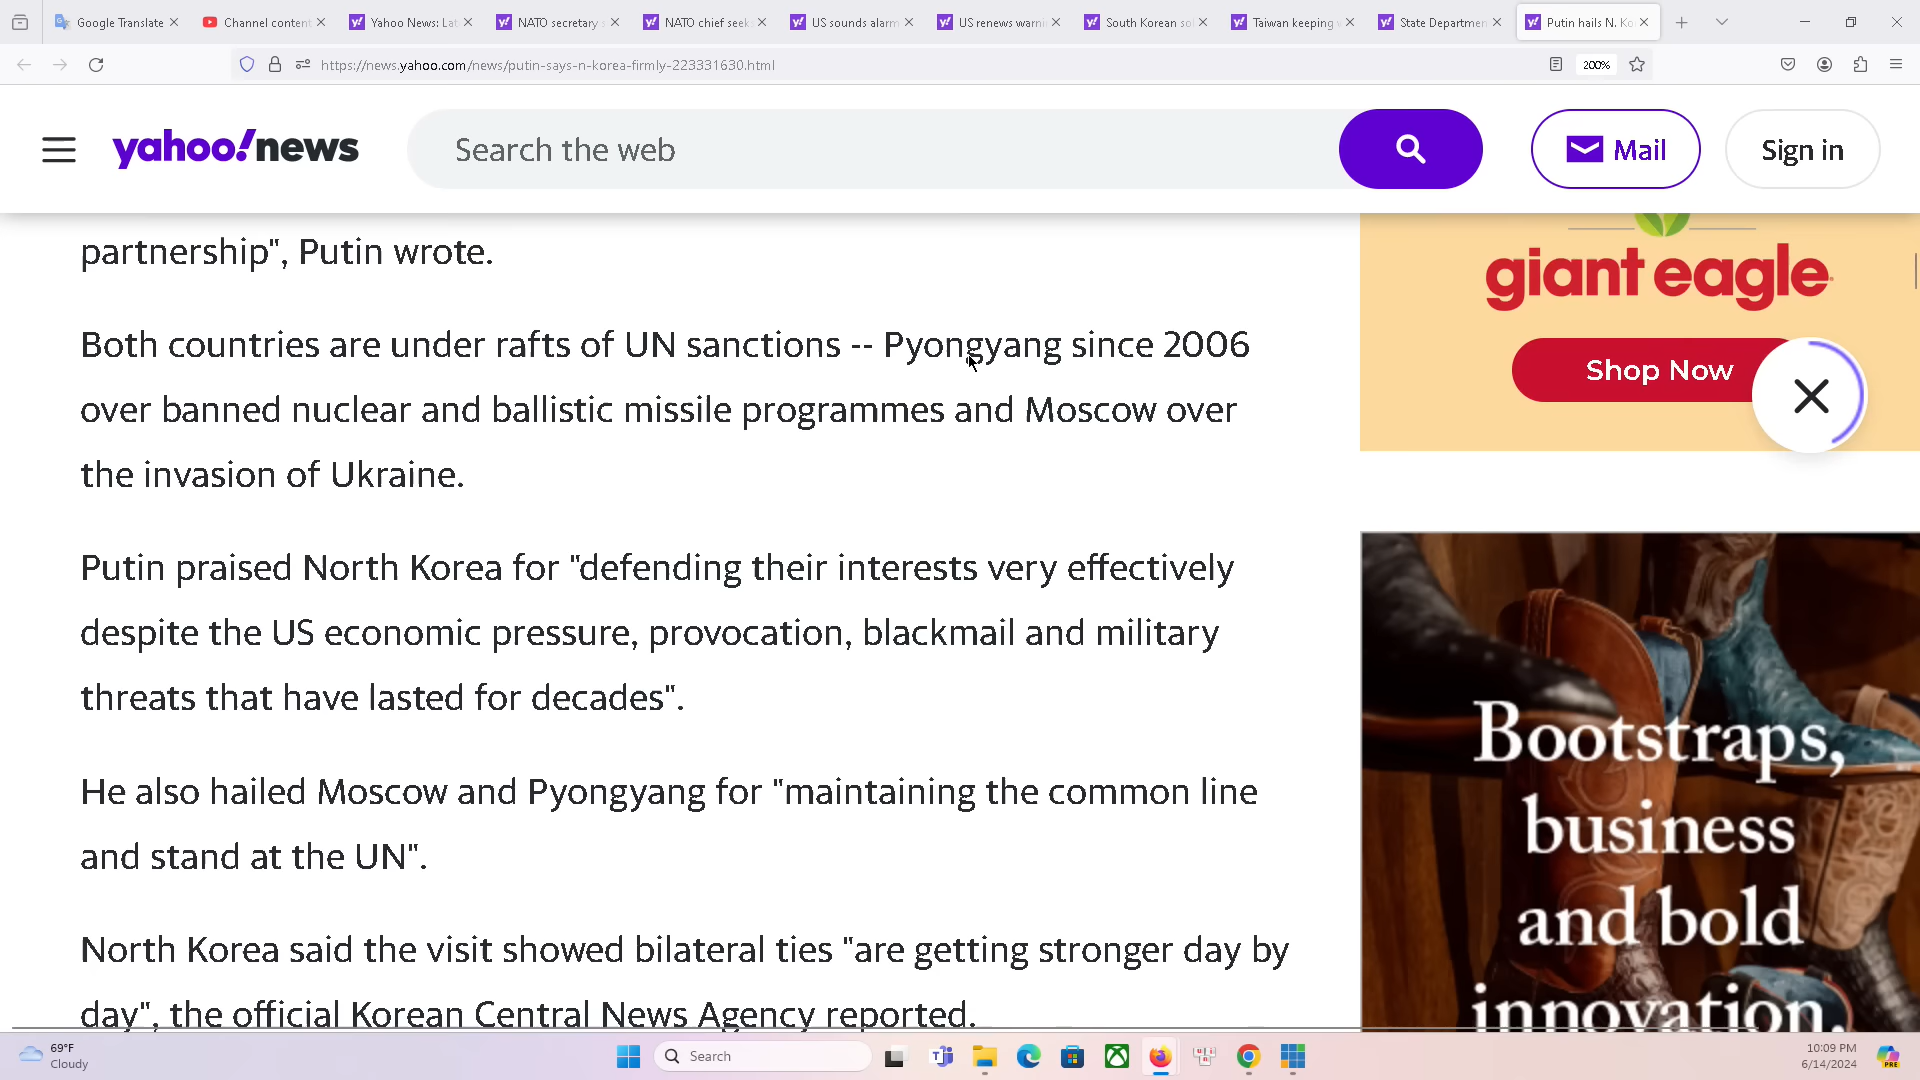 Google Translate
Channel content
Yahoo News: Lat
NATO secretary s
NATO chief seek
US sounds alarm
US renews warni
South Korean sol
Taiwan keeping w
State Departmen
Putin hails N. Ko
https://news.yahoo.com/news/putin-says-n-korea-firmly-223331630.html
200%
yahoo!news
Search the web
Mail
Sign in
partnership", Putin wrote.
Both countries are under rafts of UN sanctions -- Pyongyang since 2006
over banned nuclear and ballistic missile programmes and Moscow over
the invasion of Ukraine.
Putin praised North Korea for "defending their interests very effectively
despite the US economic pressure, provocation, blackmail and military
threats that have lasted for decades".
He also hailed Moscow and Pyongyang for "maintaining the common line
and stand at the UN".
North Korea said the visit showed bilateral ties "are getting stronger day by
day", the official Korean Central News Agency reported.
giant eagle
Shop Now
Bootstraps,
business
and bold
innovation.
69°F
Cloudy
Search
10:09 PM
6/14/2024
PRE